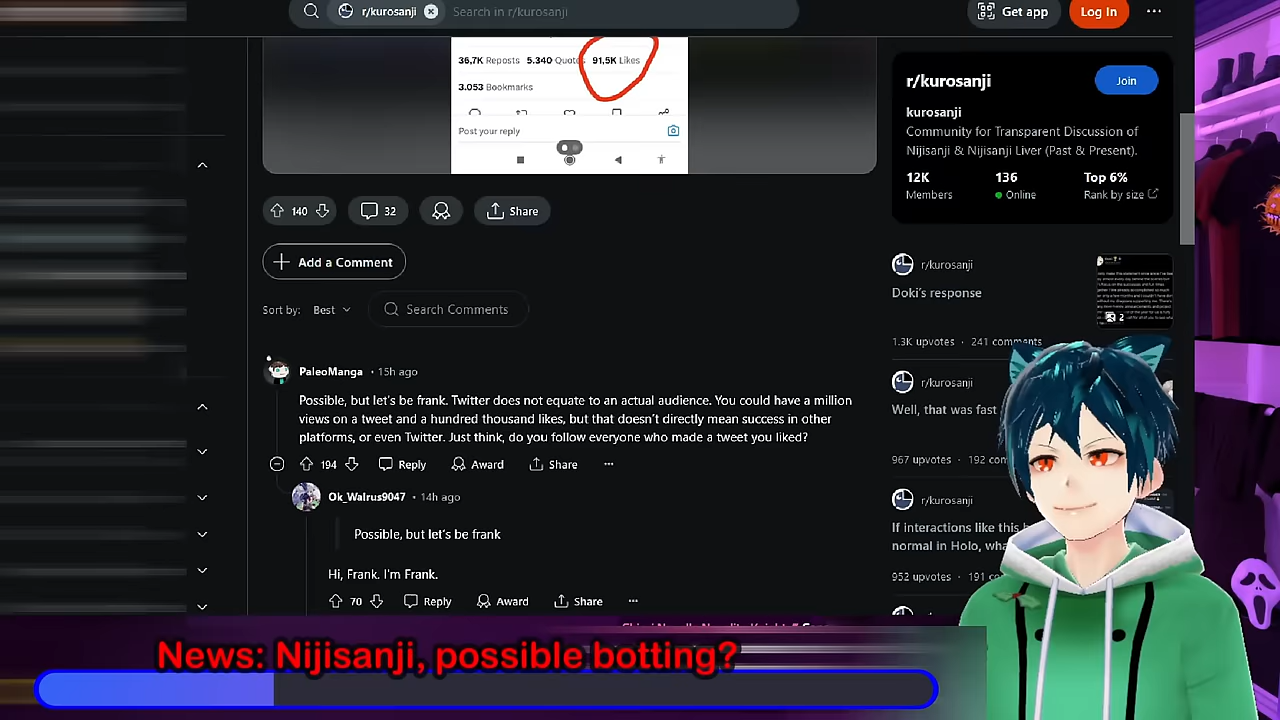 r/kurosanji
Search in r/kurosanji
Get app
Log In
36,7K Reposts 5.340 Quotes 91,5K Likes
3.053 Bookmarks
Post your reply
140
32
Share
Add a Comment
Sort by: Best
Search Comments
PaleoManga • 15h ago
Possible, but let's be frank. Twitter does not equate to an actual audience. You could have a million
views on a tweet and a hundred thousand likes, but that doesn't directly mean success in other
platforms, or even Twitter. Just think, do you follow everyone who made a tweet you liked?
194 Reply Award Share
Ok_Walrus9047 • 14h ago
Possible, but let's be frank
Hi, Frank. I'm Frank.
70 Reply Award Share
r/kurosanji
Join
kurosanji
Community for Transparent Discussion of
Nijisanji & Nijisanji Liver (Past & Present).
12K 136 Top 6%
Members Online Rank by size
r/kurosanji
Doki's response
2
1.3K upvotes • 241 comments
r/kurosanji
Well, that was fast
967 upvotes • 192 com
r/kurosanji
If interactions like this
normal in Holo, wha
952 upvotes • 191 c
News: Nijisanji, possible botting?